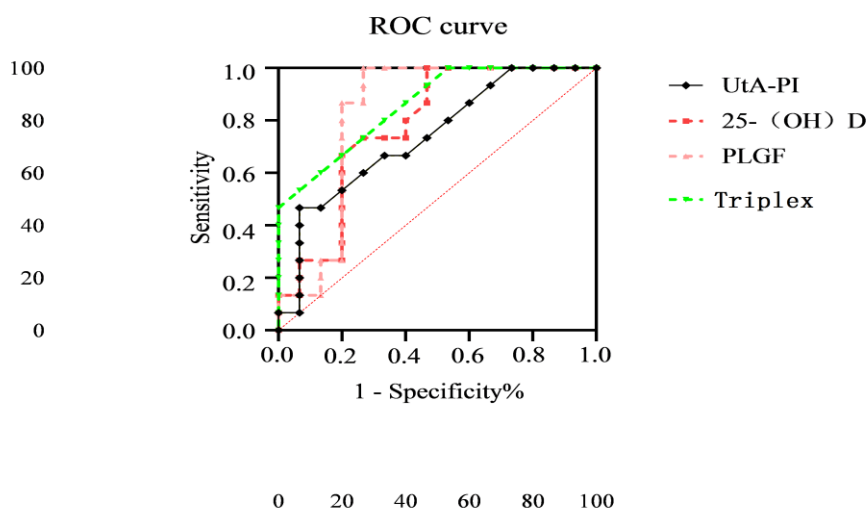 ROC curve
100
80
60
40
20
0
Sensitivity
1.0
0.8
0.6
0.4
0.2
0.0
0.0 0.2 0.4 0.6 0.8 1.0
1 - Specificity%
UtA-PI
25-（OH）D
PLGF
Triplex
0 20 40 60 80 100